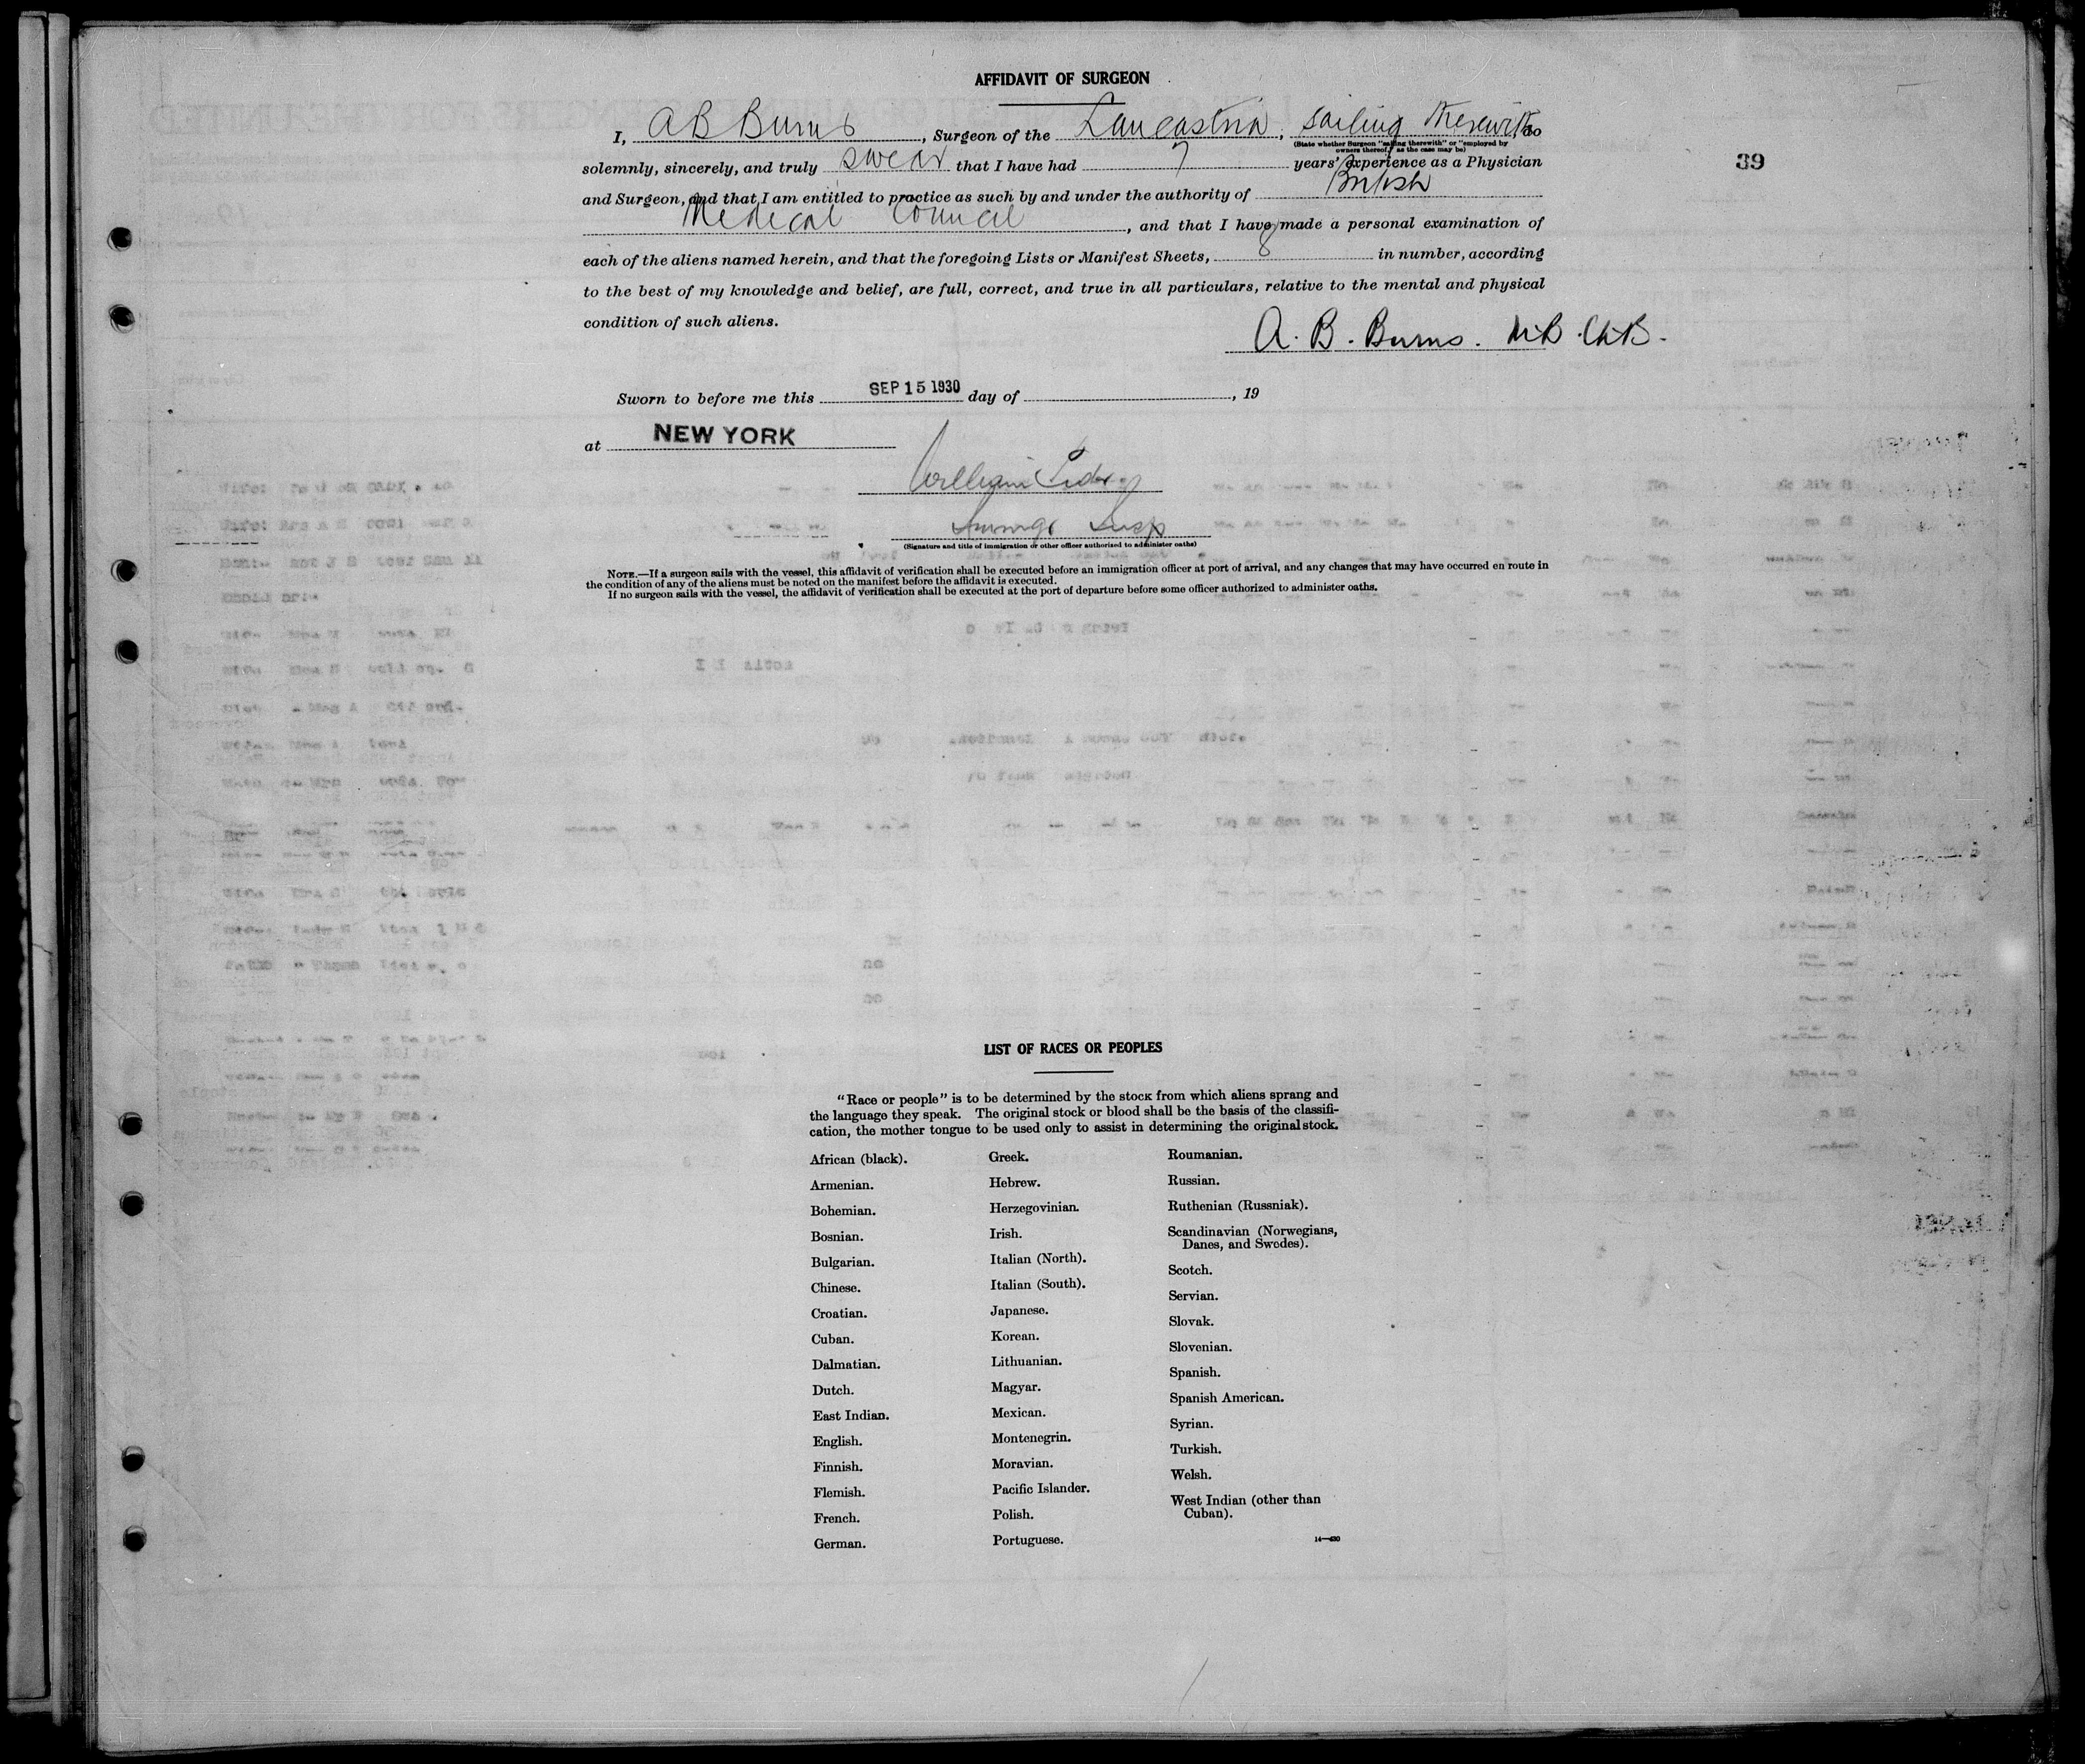 AFFIDAVIT OF SURGEON
I, A B Burns, Surgeon of the Lancastria, sailing therewith do
(State whether Surgeon "sailing therewith" or "employed by
owners thereof," as the case may be)
39
solemnly, sincerely, and truly swear that I have had 7 years' experience as a Physician
and Surgeon, and that I am entitled to practice as such by and under the authority of British
Medical Council, and that I have made a personal examination of
each of the aliens named herein, and that the foregoing Lists or Manifest Sheets, 8 in number, according
to the best of my knowledge and belief, are full, correct, and true in all particulars, relative to the mental and physical
condition of such aliens.
A. B. Burns. M.B. Ch.B.
Sworn to before me this SEP 15 1930 day of , 19
at NEW YORK
William
Immigr Insp
(Signature and title of immigration or other officer authorized to administer oaths)
NOTE.—If a surgeon sails with the vessel, this affidavit of verification shall be executed before an immigration officer at port of arrival, and any changes that may have occurred en route in
the condition of any of the aliens must be noted on the manifest before the affidavit is executed.
If no surgeon sails with the vessel, the affidavit of verification shall be executed at the port of departure before some officer authorized to administer oaths.
LIST OF RACES OR PEOPLES
"Race or people" is to be determined by the stock from which aliens sprang and
the language they speak. The original stock or blood shall be the basis of the classifi-
cation, the mother tongue to be used only to assist in determining the original stock.
African (black).
Armenian.
Bohemian.
Bosnian.
Bulgarian.
Chinese.
Croatian.
Cuban.
Dalmatian.
Dutch.
East Indian.
English.
Finnish.
Flemish.
French.
German.
Greek.
Hebrew.
Herzegovinian.
Irish.
Italian (North).
Italian (South).
Japanese.
Korean.
Lithuanian.
Magyar.
Mexican.
Montenegrin.
Moravian.
Pacific Islander.
Polish.
Portuguese.
Roumanian.
Russian.
Ruthenian (Russniak).
Scandinavian (Norwegians,
Danes, and Swedes).
Scotch.
Servian.
Slovak.
Slovenian.
Spanish.
Spanish American.
Syrian.
Turkish.
Welsh.
West Indian (other than
Cuban).